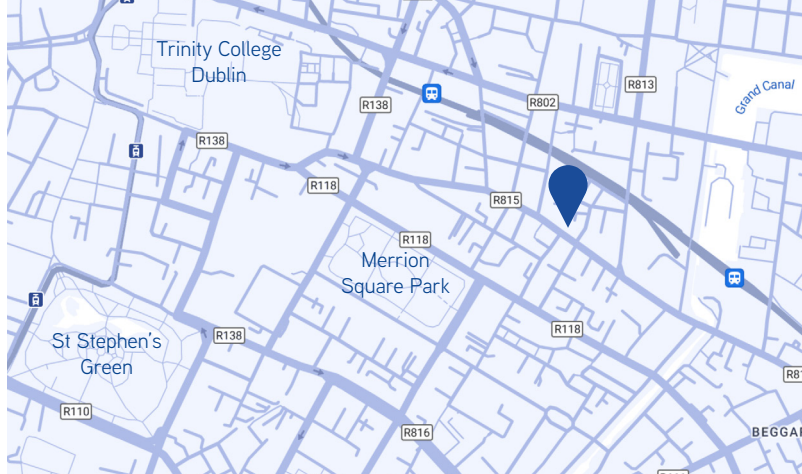 Trinity College
Dublin
Grand Canal
R813
R802
R138
R138
R118
R815
R118
Merrion
Square Park
R118
R138
St Stephen's
Green
R110
R816